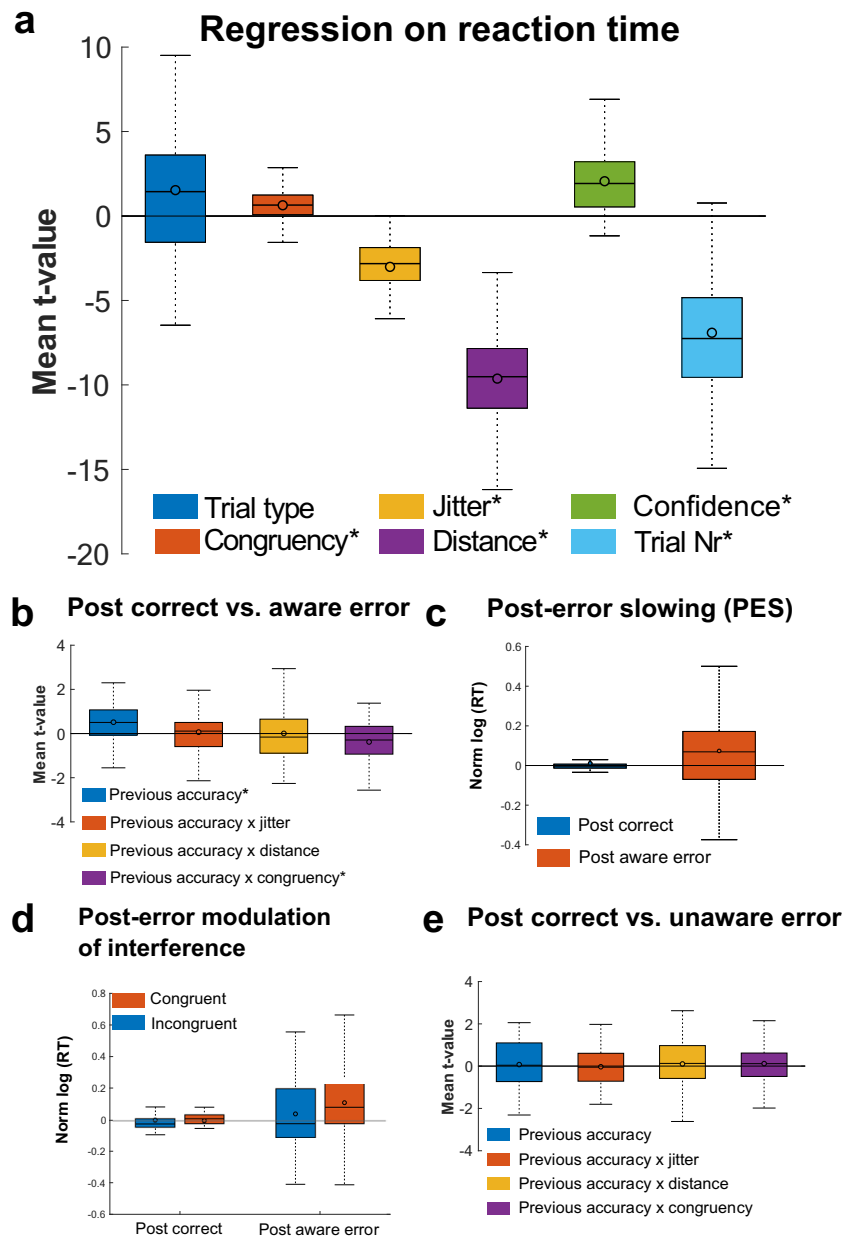 a
Regression on reaction time
10
5
0
-5
-10
-15
-20
Mean t-value
Trial type
Jitter*
Confidence*
Congruency*
Distance*
Trial Nr*
b
Post correct vs. aware error
4
2
0
-2
-4
Mean t-value
Previous accuracy*
Previous accuracy x jitter
Previous accuracy x distance
Previous accuracy x congruency*
c
Post-error slowing (PES)
0.6
0.4
0.2
0
-0.2
-0.4
Norm log (RT)
Post correct
Post aware error
d
Post-error modulation
of interference
0.8
0.6
0.4
0.2
0
-0.2
-0.4
-0.6
Norm log (RT)
Congruent
Incongruent
Post correct
Post aware error
e
Post correct vs. unaware error
4
2
0
-2
-4
Mean t-value
Previous accuracy
Previous accuracy x jitter
Previous accuracy x distance
Previous accuracy x congruency